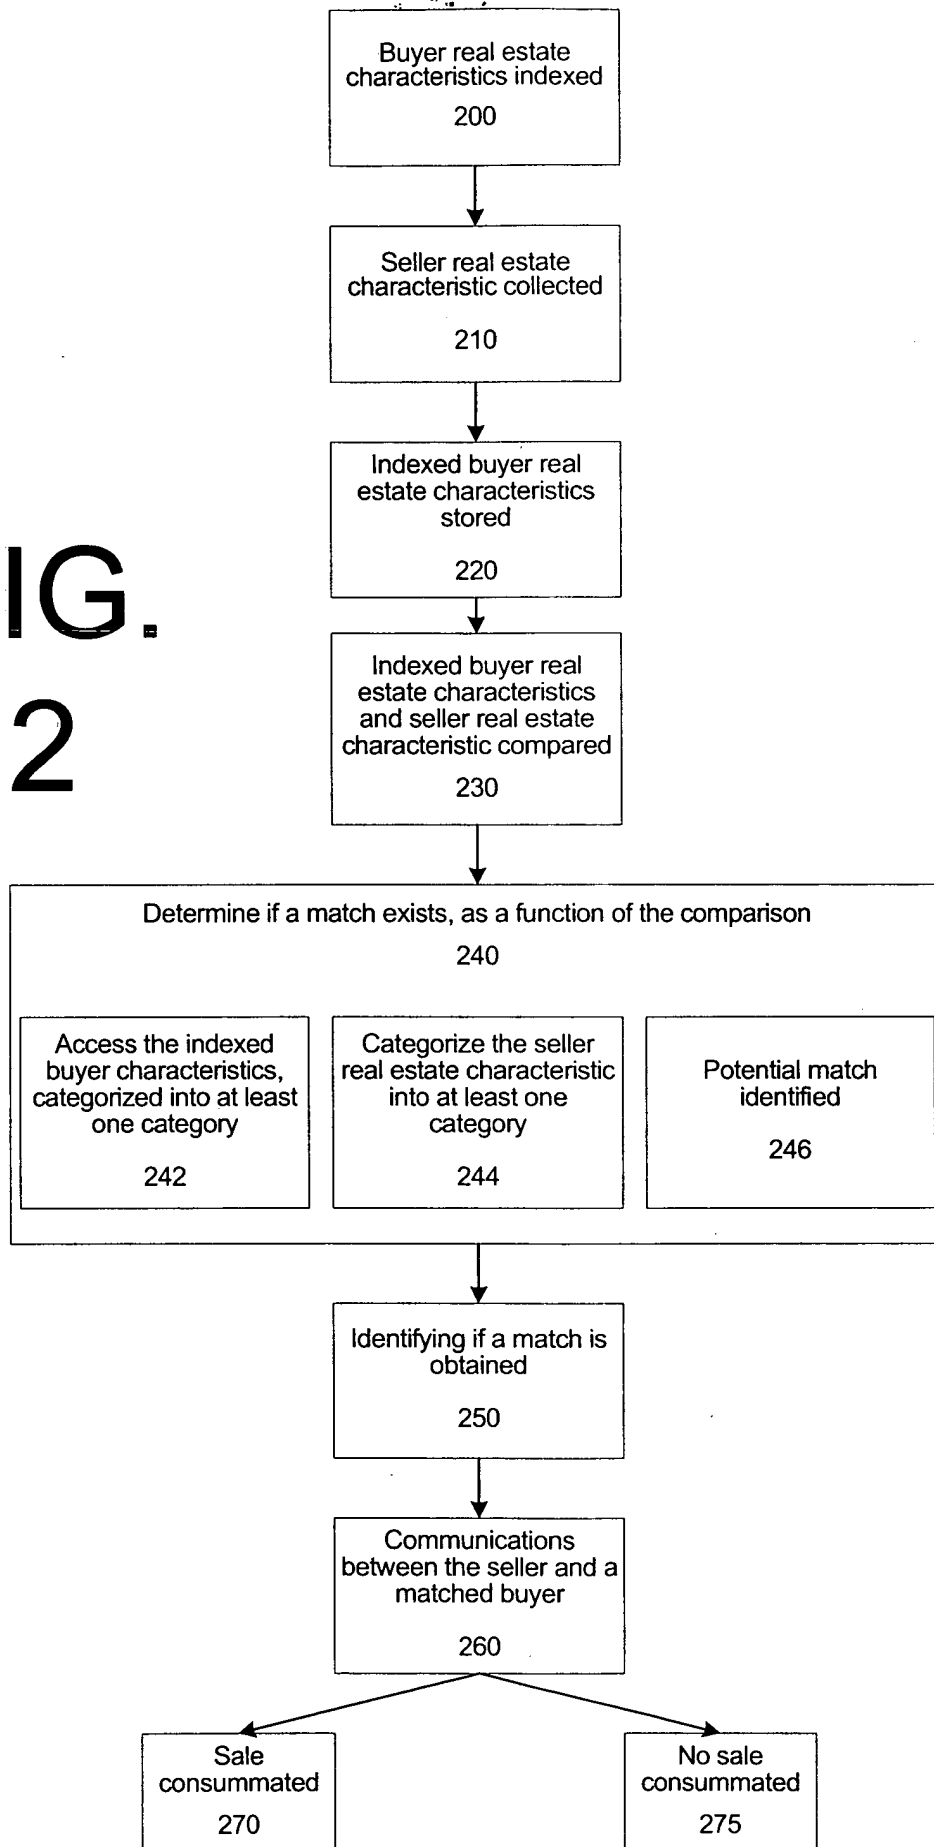 Buyer real estate
characteristics indexed
200
Seller real estate
characteristic collected
210
Indexed buyer real
estate characteristics
stored
220
IG.
2
Indexed buyer real
estate characteristics
and seller real estate
characteristic compared
230
Determine if a match exists, as a function of the comparison
240
Access the indexed
buyer characteristics,
categorized into at least
one category
242
Categorize the seller
real estate characteristic
into at least one
category
244
Potential match
identified
246
Identifying if a match is
obtained
250
Communications
between the seller and a
matched buyer
260
Sale
consummated
270
No sale
consummated
275